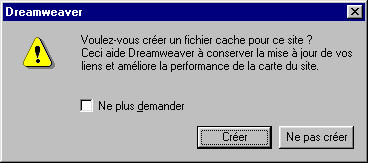 Dreamweaver
Voulez-vous créer un fichier cache pour ce site ?
Ceci aide Dreamweaver à conserver la mise à jour de vos
liens et améliore la performance de la carte du site.
Ne plus demander
Créer
Ne pas créer